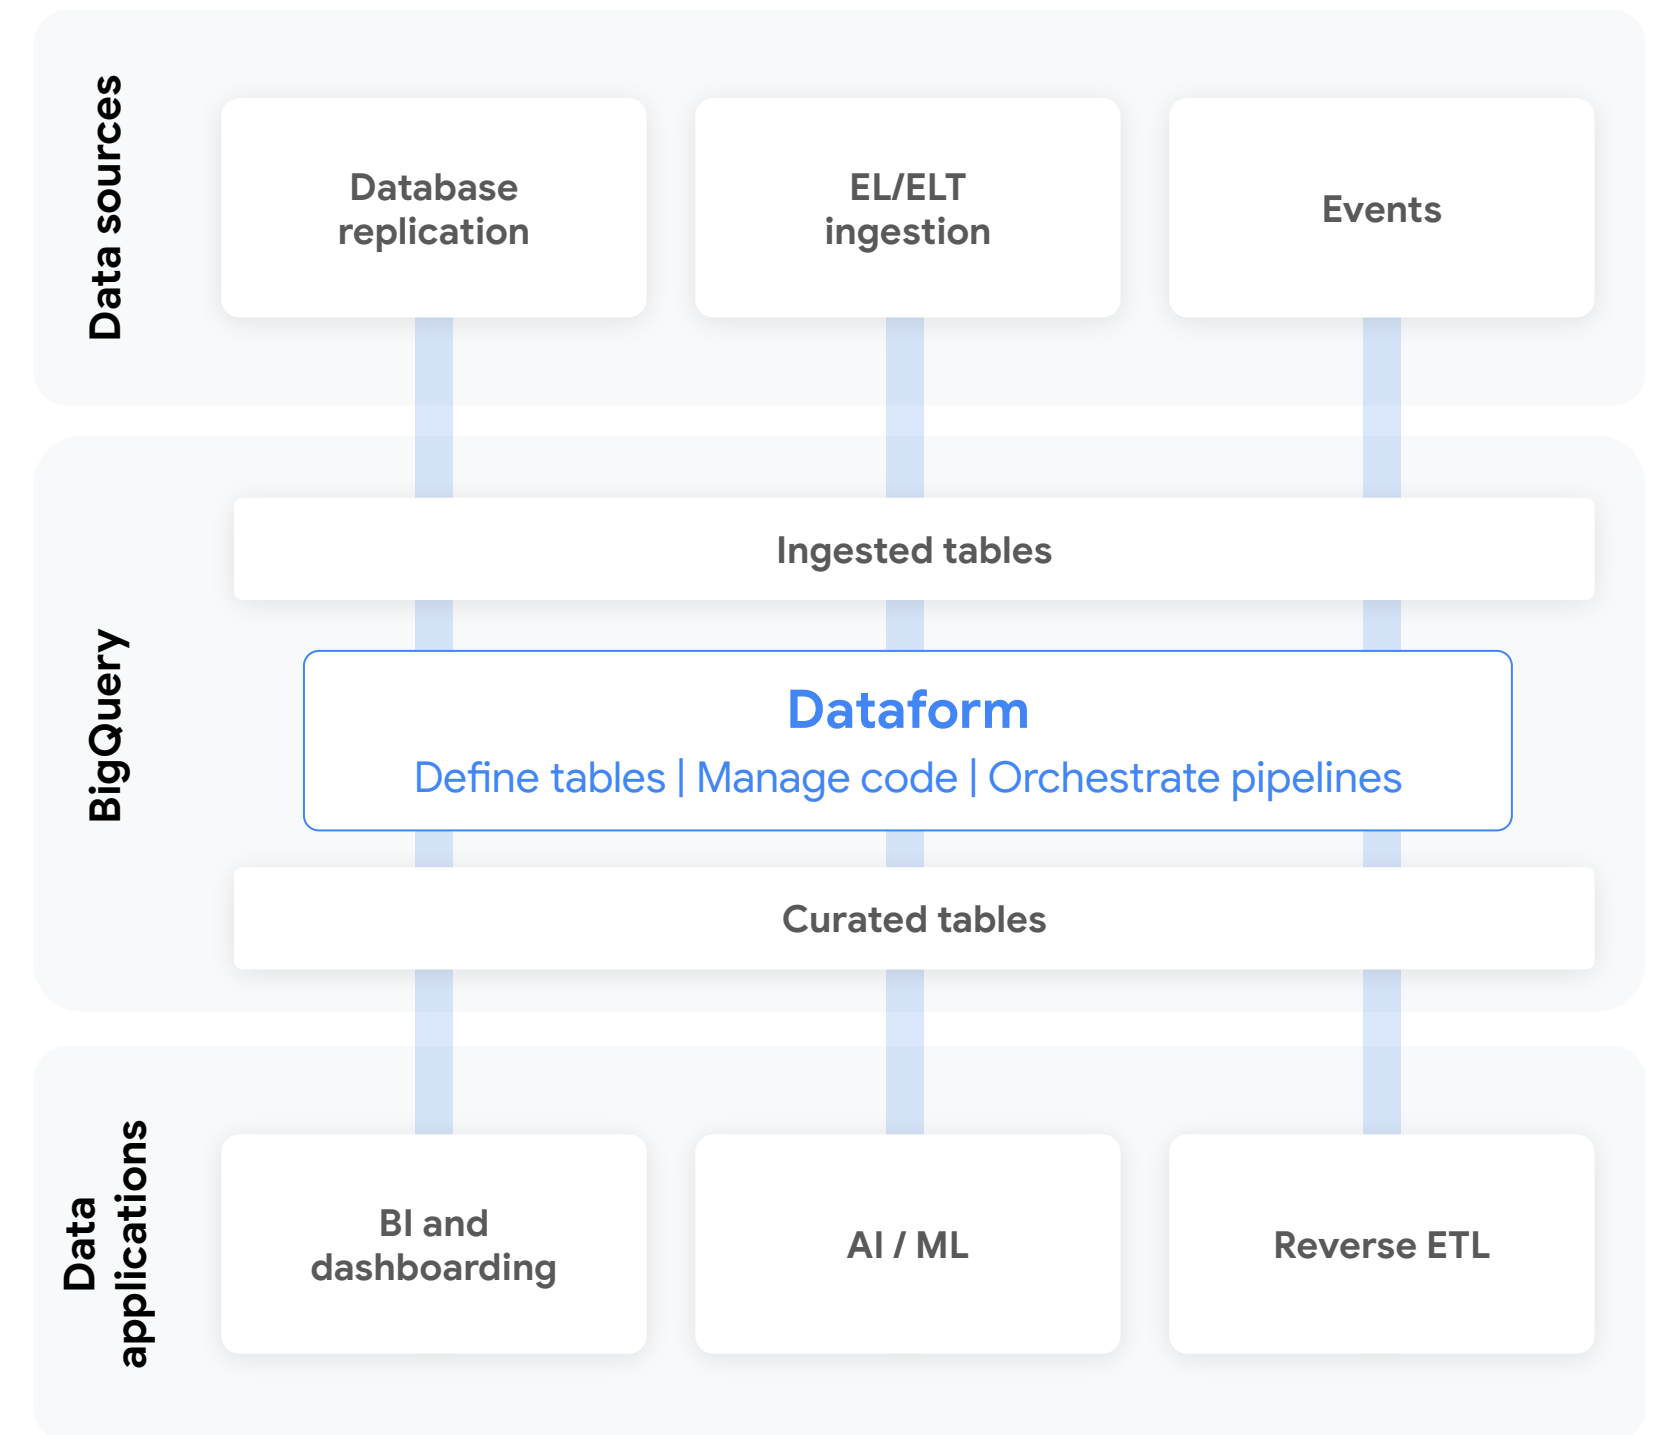 Data sources
Database
replication
EL/ELT
ingestion
Events
BigQuery
Ingested tables
Dataform
Define tables | Manage code | Orchestrate pipelines
Curated tables
Data
applications
BI and
dashboarding
AI / ML
Reverse ETL